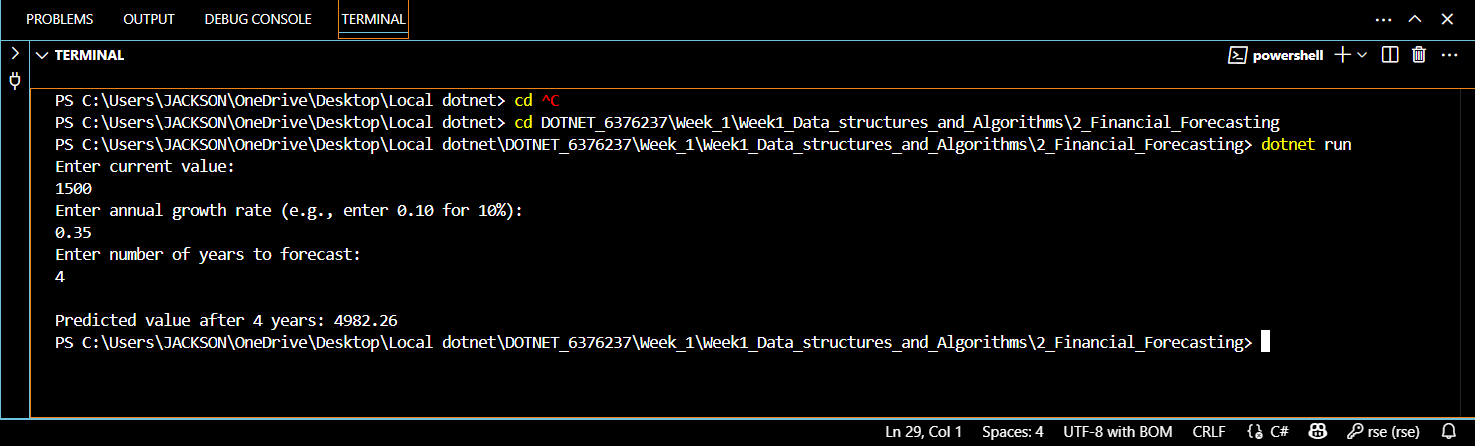 PROBLEMS OUTPUT DEBUG CONSOLE TERMINAL
TERMINAL powershell
PS C:\Users\JACKSON\OneDrive\Desktop\Local dotnet> cd ^C
PS C:\Users\JACKSON\OneDrive\Desktop\Local dotnet> cd DOTNET_6376237\Week_1\Week1_Data_structures_and_Algorithms\2_Financial_Forecasting
PS C:\Users\JACKSON\OneDrive\Desktop\Local dotnet\DOTNET_6376237\Week_1\Week1_Data_structures_and_Algorithms\2_Financial_Forecasting> dotnet run
Enter current value:
1500
Enter annual growth rate (e.g., enter 0.10 for 10%):
0.35
Enter number of years to forecast:
4
Predicted value after 4 years: 4982.26
PS C:\Users\JACKSON\OneDrive\Desktop\Local dotnet\DOTNET_6376237\Week_1\Week1_Data_structures_and_Algorithms\2_Financial_Forecasting>
Ln 29, Col 1 Spaces: 4 UTF-8 with BOM CRLF C# rse (rse)